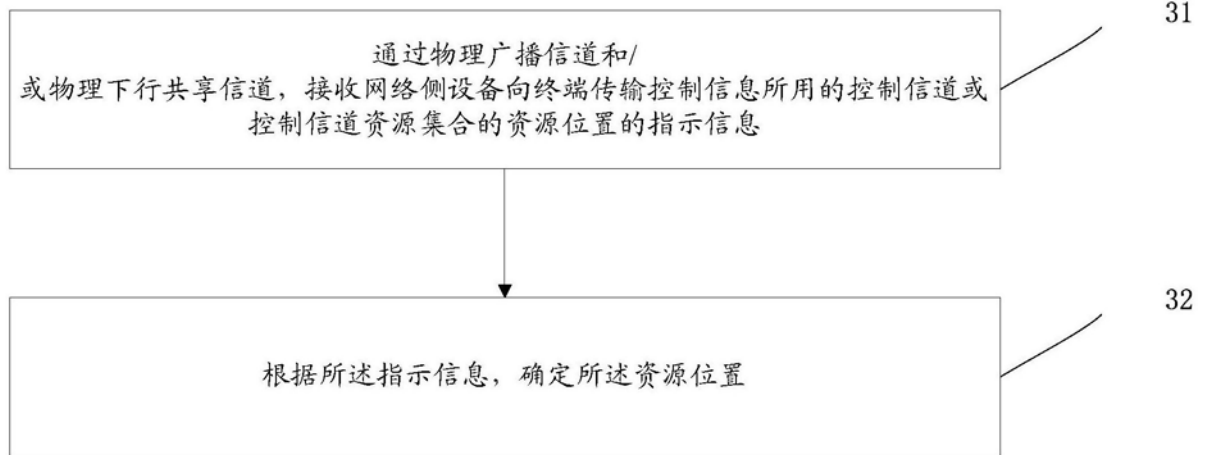 31
通过物理广播信道和/
或物理下行共享信道，接收网络侧设备向终端传输控制信息所用的控制信道或
控制信道资源集合的资源位置的指示信息
32
根据所述指示信息，确定所述资源位置